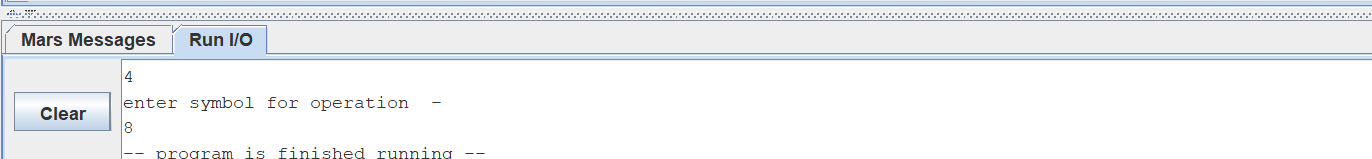 Mars Messages
Run I/O
Clear
4
enter symbol for operation  -
8
-- program is finished running --